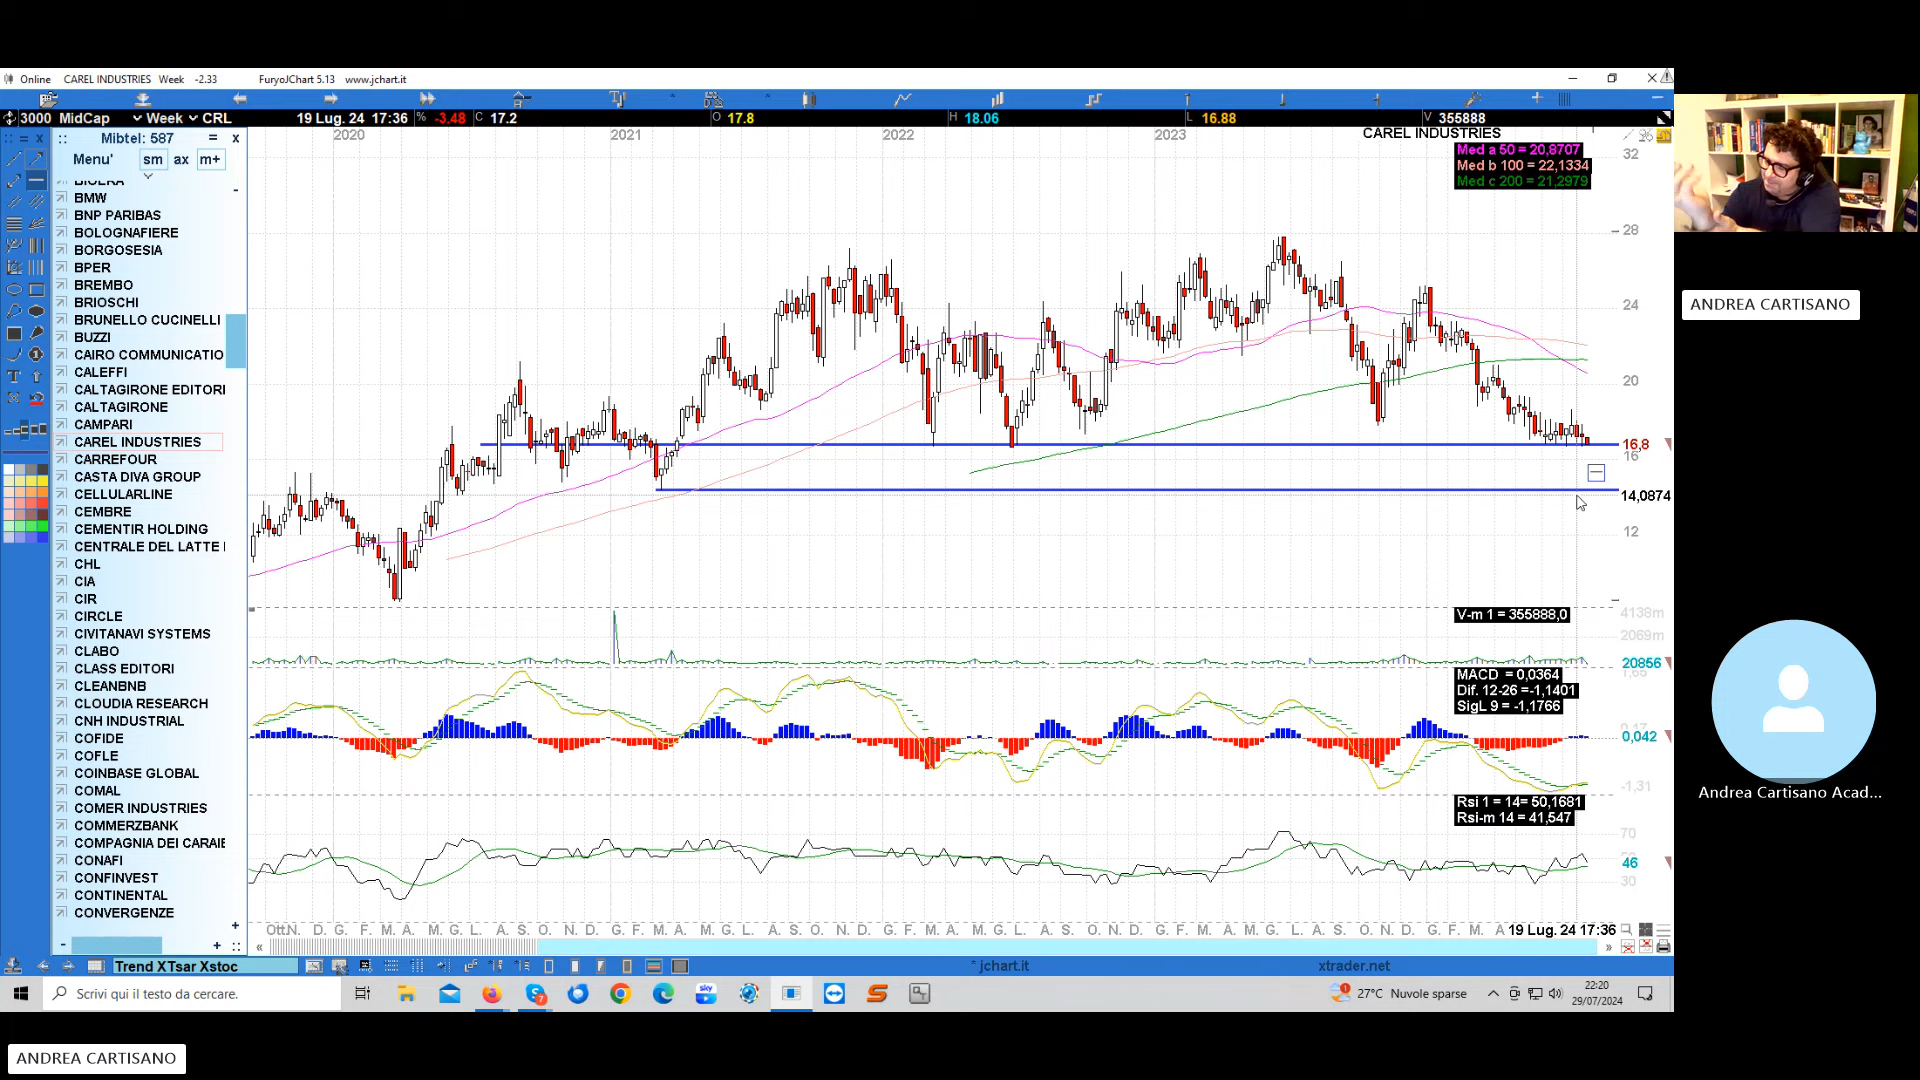 Online CAREL INDUSTRIES Week -2.33 FuryoJChart 5.13 www.jchart.it
3000 MidCap Week CRL 19 Lug. 24 17:36 % -3.48 C 17.2 O 17.8 H 18.06 L 16.88 V 355888
Mibtel: 587 = x
Menu' sm ax m+
BMW
BNP PARIBAS
BOLOGNAFIERE
BORGOSESIA
BPER
BREMBO
BRIOSCHI
BRUNELLO CUCINELLI
BUZZI
CAIRO COMMUNICATIO
CALEFFI
CALTAGIRONE EDITORI
CALTAGIRONE
CAMPARI
CAREL INDUSTRIES
CARREFOUR
CASTA DIVA GROUP
CELLULARLINE
CEMBRE
CEMENTIR HOLDING
CENTRALE DEL LATTE
CHL
CIA
CIR
CIRCLE
CIVITANAVI SYSTEMS
CLABO
CLASS EDITORI
CLEANBNB
CLOUDIA RESEARCH
CNH INDUSTRIAL
COFIDE
COFLE
COINBASE GLOBAL
COMAL
COMER INDUSTRIES
COMMERZBANK
COMPAGNIA DEI CARAIE
CONAFI
CONFINVEST
CONTINENTAL
CONVERGENZE
2020 2021 2022 2023 CAREL INDUSTRIES
Med a 50 = 20,8707
Med b 100 = 22,1334
Med c 200 = 21,2979
32
28
24
20
16,8
16
14,0874
12
V-m 1 = 355888,0
4138m
2069m
20856
MACD = 0,0364
Dif. 12-26 =-1,1401
SigL 9 = -1,1766
0,042
-1,31
Rsi 1 = 14= 50,1681
Rsi-m 14 = 41,547
70
46
30
Ott.N. D. G. F. M. A. M. G. L. A. S. O. N. D. G. F. M. A. M. G. L. A. S. O. N. D. G. F. M. A. M. G. L. A. S. O. N. D. G. F. M. A. M. G. L. A. S. O. N. D. G. F. M. A 19 Lug. 24 17:36
Trend XTsar Xstoc
* jchart.it
xtrader.net
Scrivi qui il testo da cercare.
27°C Nuvole sparse
22:20
29/07/2024
ANDREA CARTISANO
Andrea Cartisano Acad...
ANDREA CARTISANO